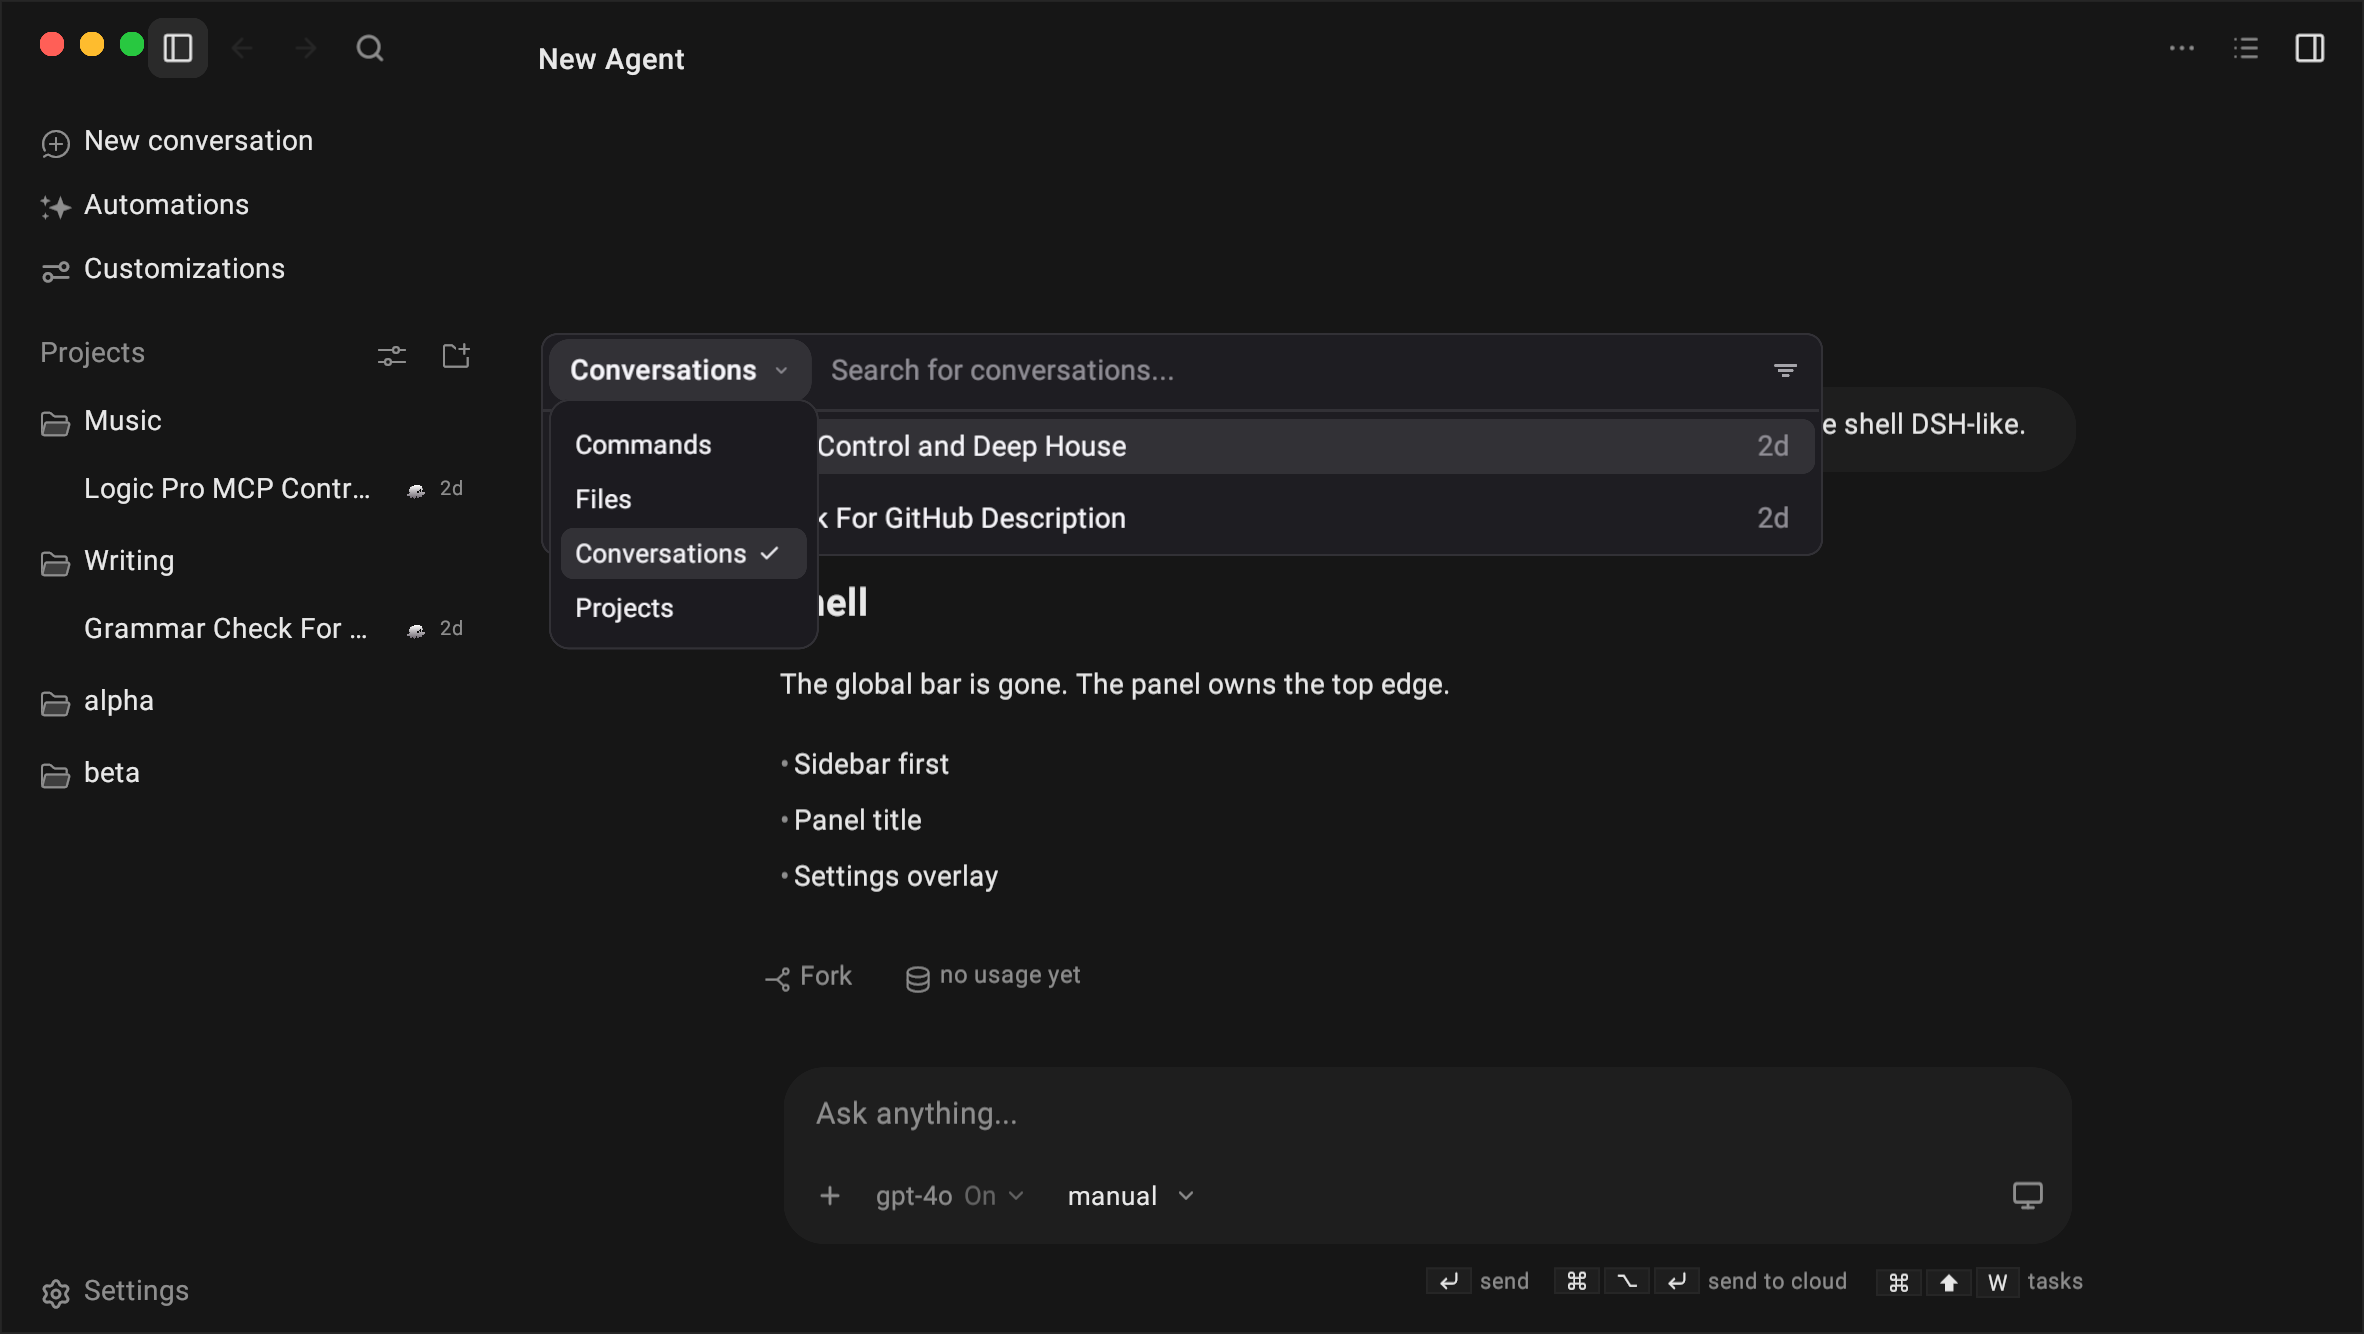 New Agent
New conversation
Automations
Customizations
Projects
Music
Logic Pro MCP Contr... 2d
Writing
Grammar Check For ... 2d
alpha
beta
Settings
Conversations Search for conversations...
Commands
Files
Conversations
Projects
Control and Deep House 2d
k For GitHub Description 2d
e shell DSH-like.
ell
The global bar is gone. The panel owns the top edge.
• Sidebar first
• Panel title
• Settings overlay
Fork no usage yet
Ask anything...
+ gpt-4o On manual
↵ send ⌘ ⌥ ↵ send to cloud ⌘ ⬆ W tasks